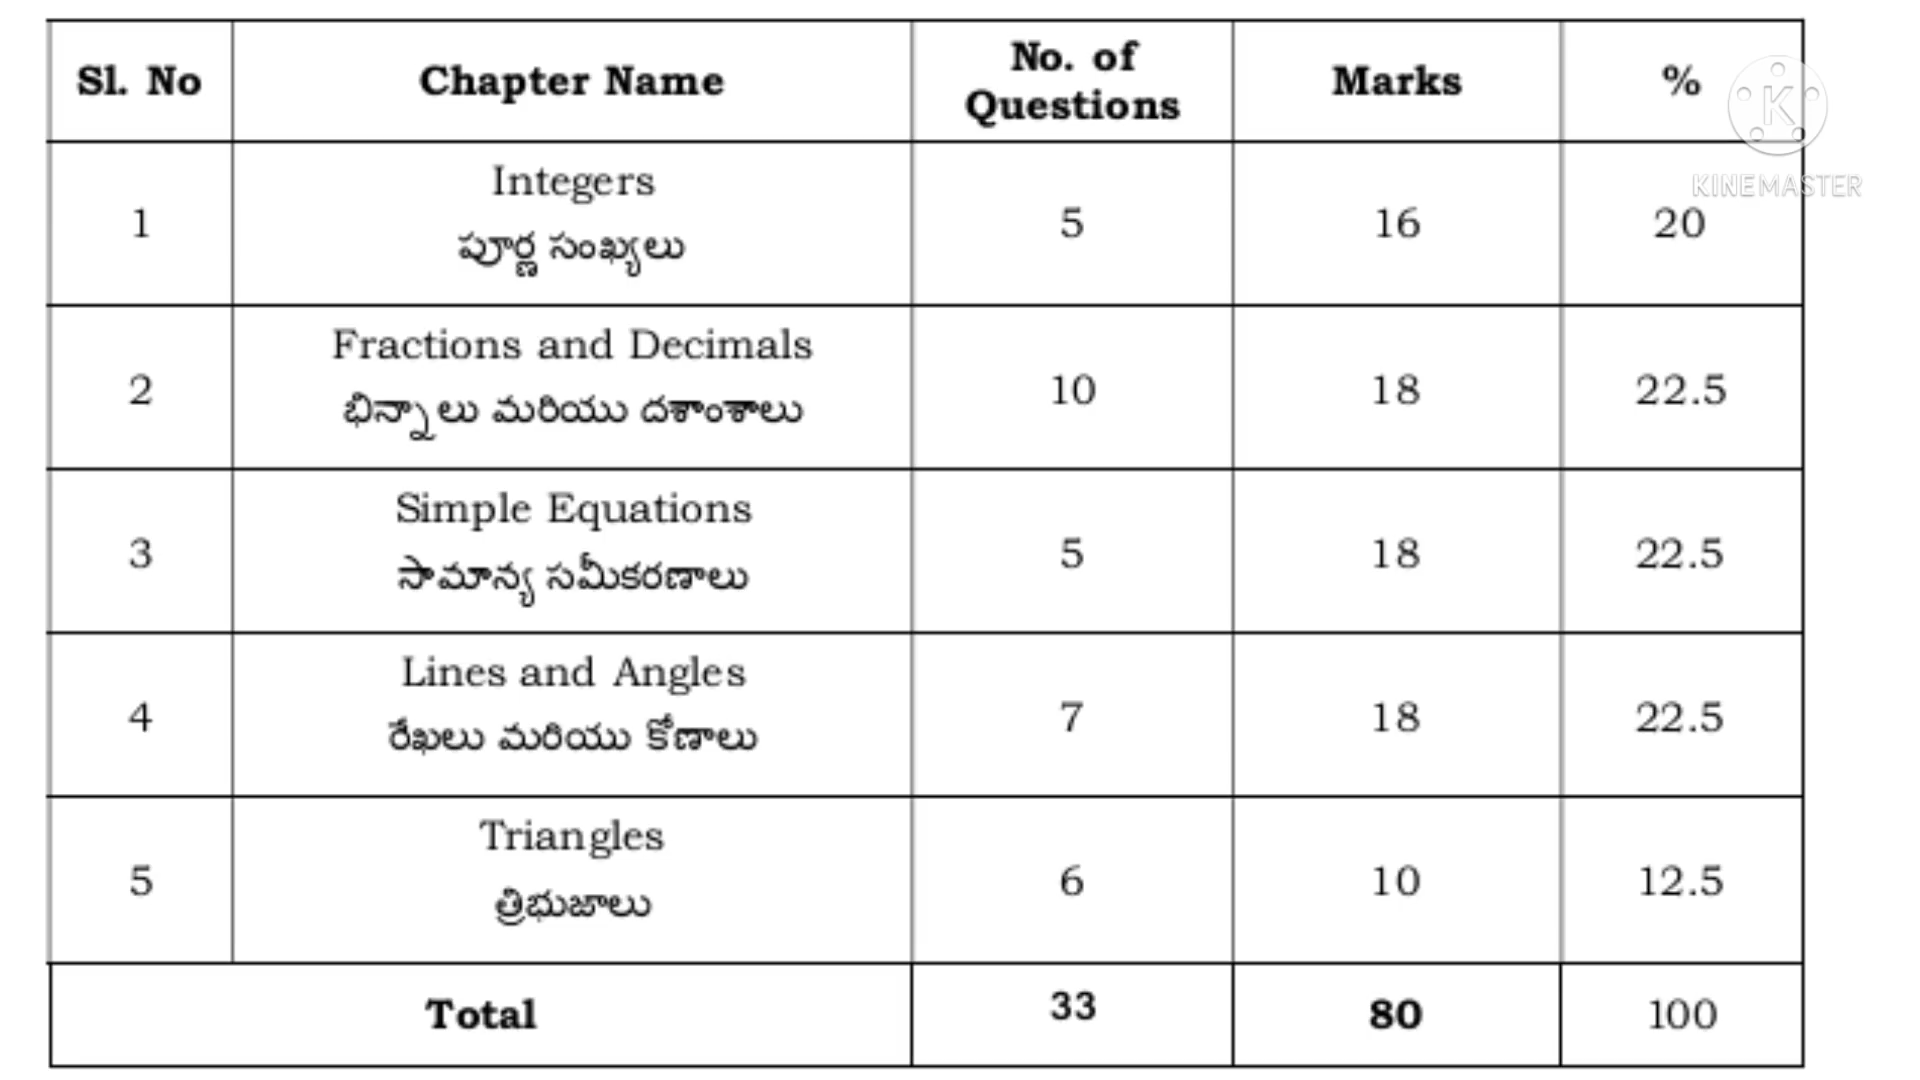 Sl. No Chapter Name No. of Questions Marks %
1 Integers 5 16 20
పూర్ణ సంఖ్యలు
2 Fractions and Decimals 10 18 22.5
భిన్నాలు మరియు దశాంశాలు
3 Simple Equations 5 18 22.5
సామాన్య సమీకరణాలు
4 Lines and Angles 7 18 22.5
రేఖలు మరియు కోణాలు
5 Triangles 6 10 12.5
త్రిభుజాలు
Total 33 80 100
K
KINEMASTER